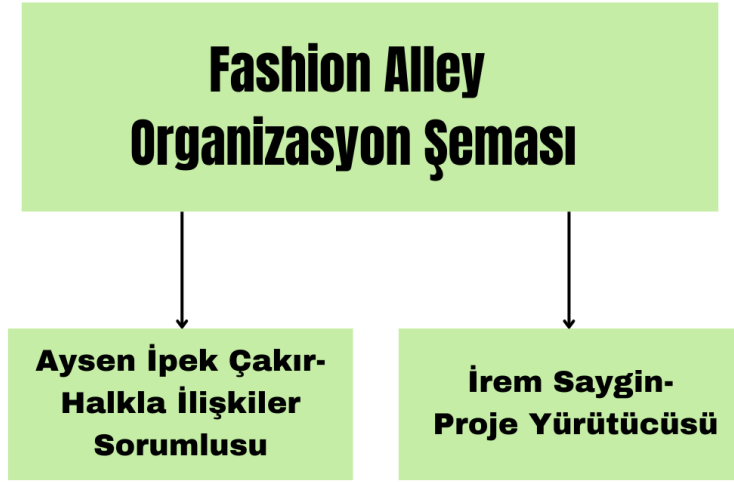 Fashion Alley
Organizasyon Şeması
Aysen İpek Çakır-
Halkla İlişkiler
Sorumlusu
İrem Saygin-
Proje Yürütücüsü